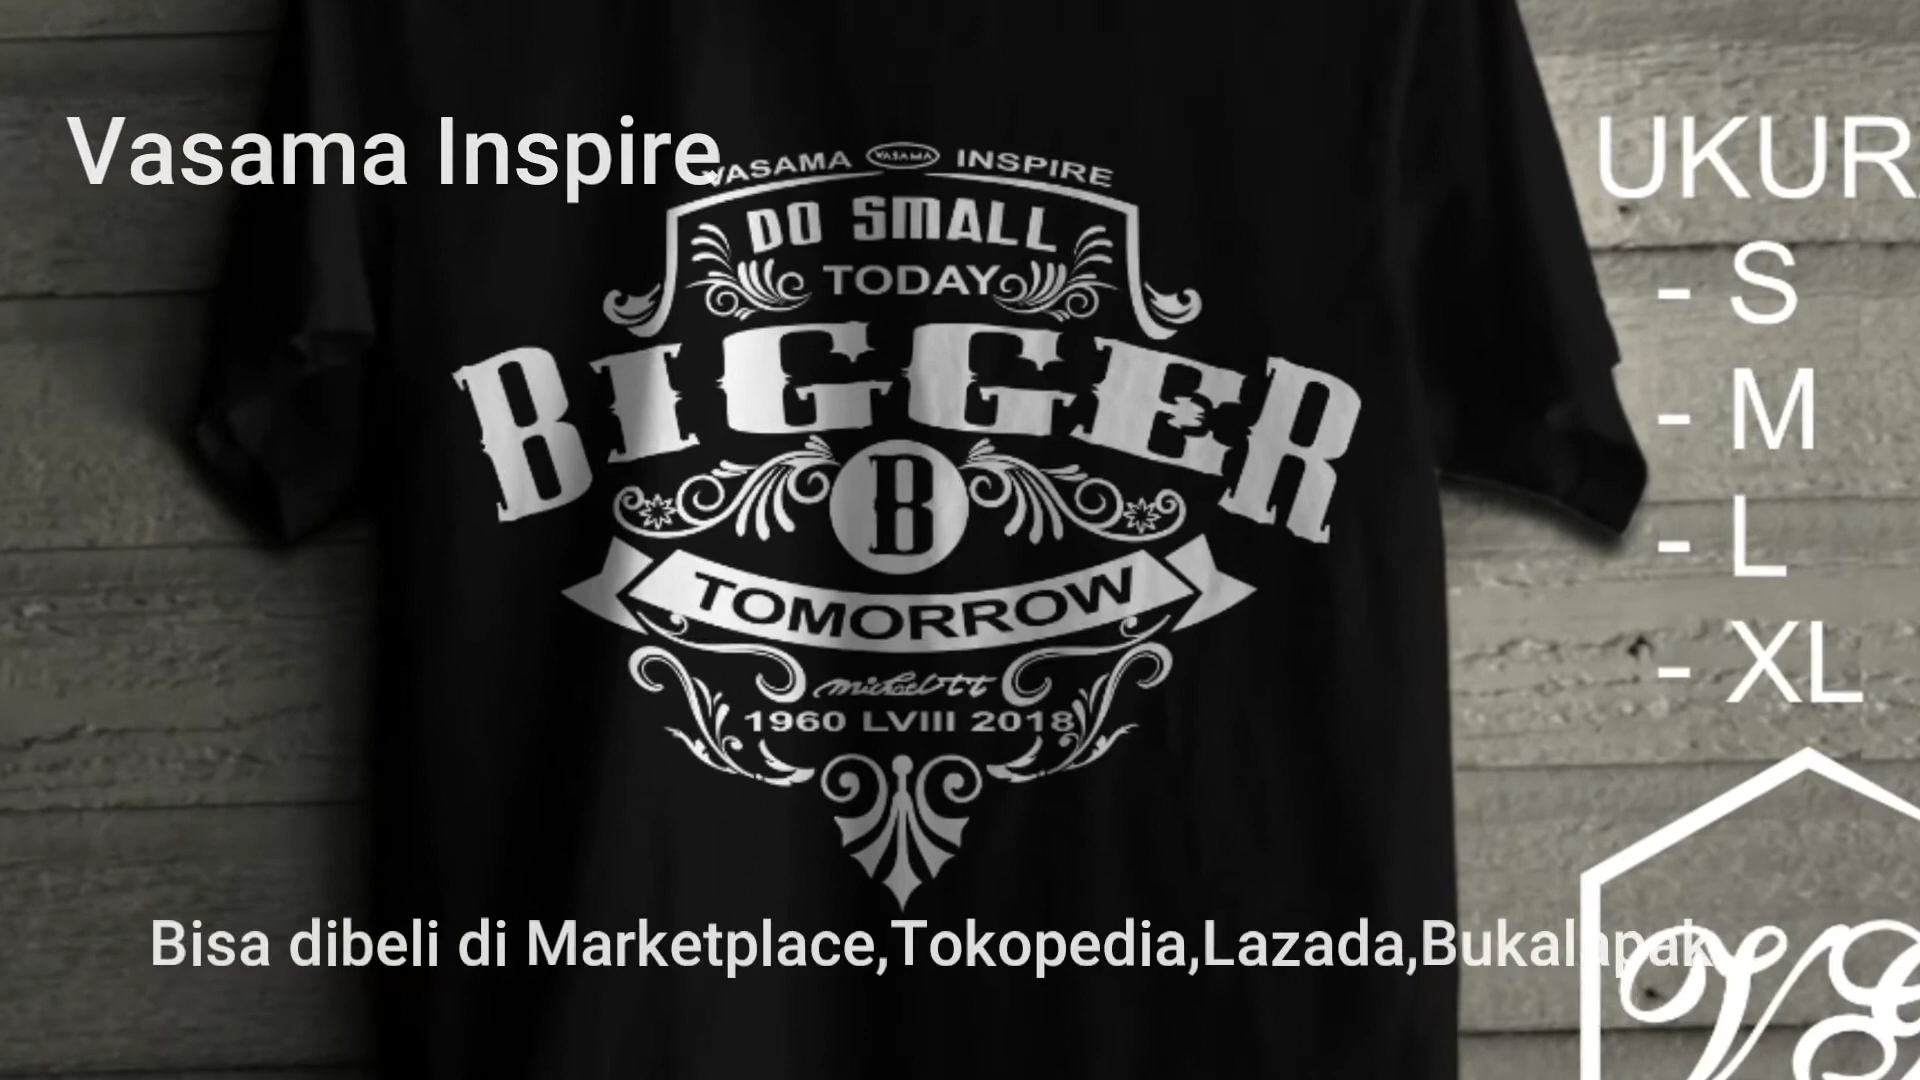 Vasama Inspire
VASAMA VASAMA INSPIRE
DO SMALL
TODAY
BIGGER
B
TOMORROW
1960 LVIII 2018
UKUR
- S
- M
- L
- XL
Bisa dibeli di Marketplace,Tokopedia,Lazada,Bukalapak